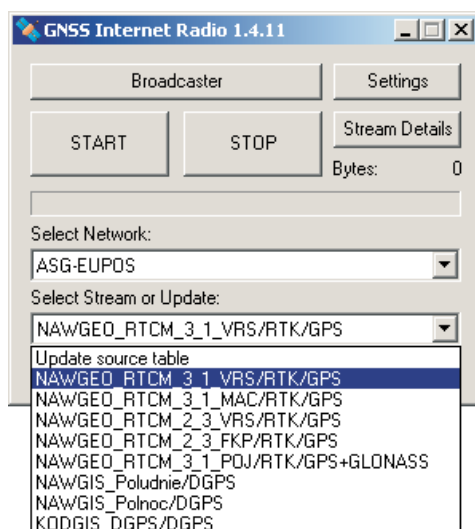 GNSS Internet Radio 1.4.11
Broadcaster
Settings
START
STOP
Stream Details
Bytes: 0
Select Network:
ASG-EUPOS
Select Stream or Update:
NAWGEO_RTCM_3_1_VRS/RTK/GPS
Update source table
NAWGEO_RTCM_3_1_VRS/RTK/GPS
NAWGEO_RTCM_3_1_MAC/RTK/GPS
NAWGEO_RTCM_2_3_VRS/RTK/GPS
NAWGEO_RTCM_2_3_FKP/RTK/GPS
NAWGEO_RTCM_3_1_POJ/RTK/GPS+GLONASS
NAWGIS_Poludnie/DGPS
NAWGIS_Polnoc/DGPS
KODGIS_DGPS/DGPS